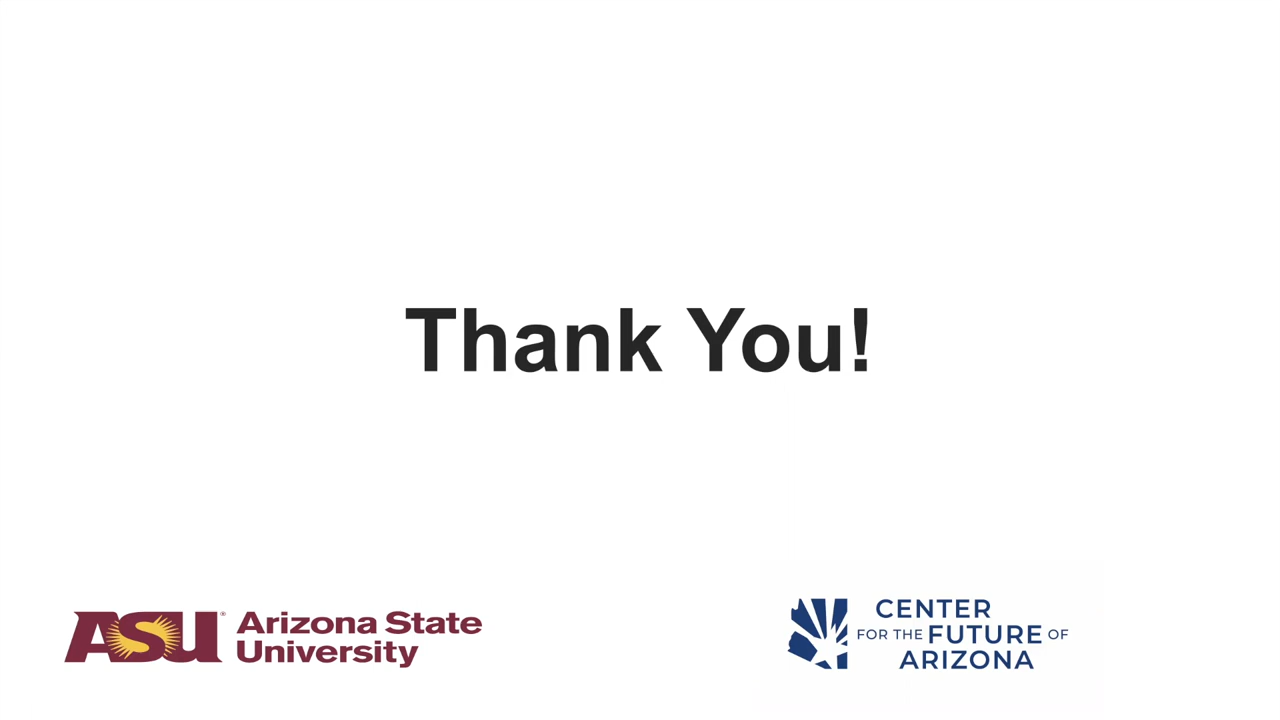 Thank You!
ASU® Arizona State
University
CENTER
FOR THE FUTURE OF
ARIZONA